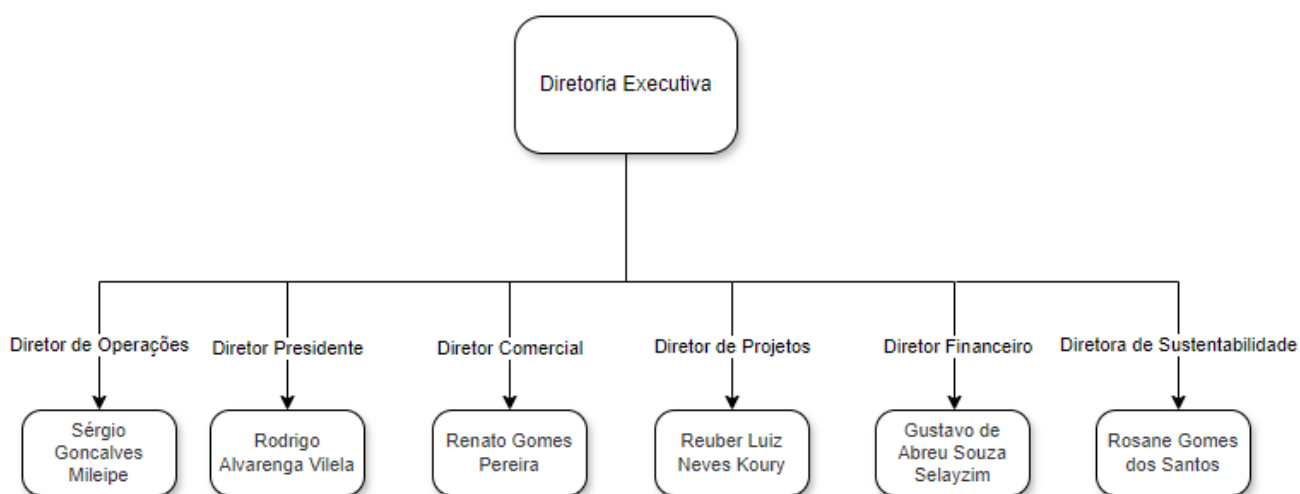 Diretoria Executiva
Diretor de Operações
Diretor Presidente
Diretor Comercial
Diretor de Projetos
Diretor Financeiro
Diretora de Sustentabilidade
Sérgio
Goncalves
Mileipe
Rodrigo
Alvarenga Vilela
Renato Gomes
Pereira
Reuber Luiz
Neves Koury
Gustavo de
Abreu Souza
Selayzim
Rosane Gomes
dos Santos